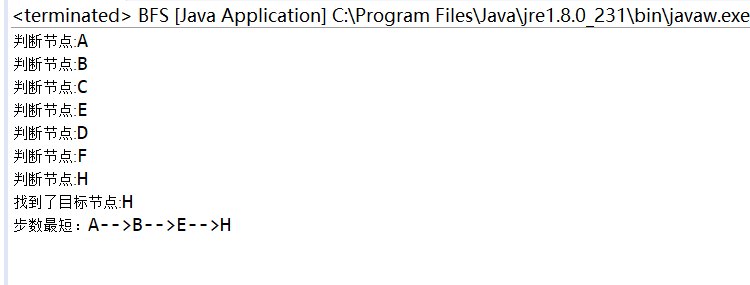 <terminated> BFS [Java Application] C:\Program Files\Java\jre1.8.0_231\bin\javaw.exe
判断节点:A
判断节点:B
判断节点:C
判断节点:E
判断节点:D
判断节点:F
判断节点:H
找到了目标节点:H
步数最短：A-->B-->E-->H